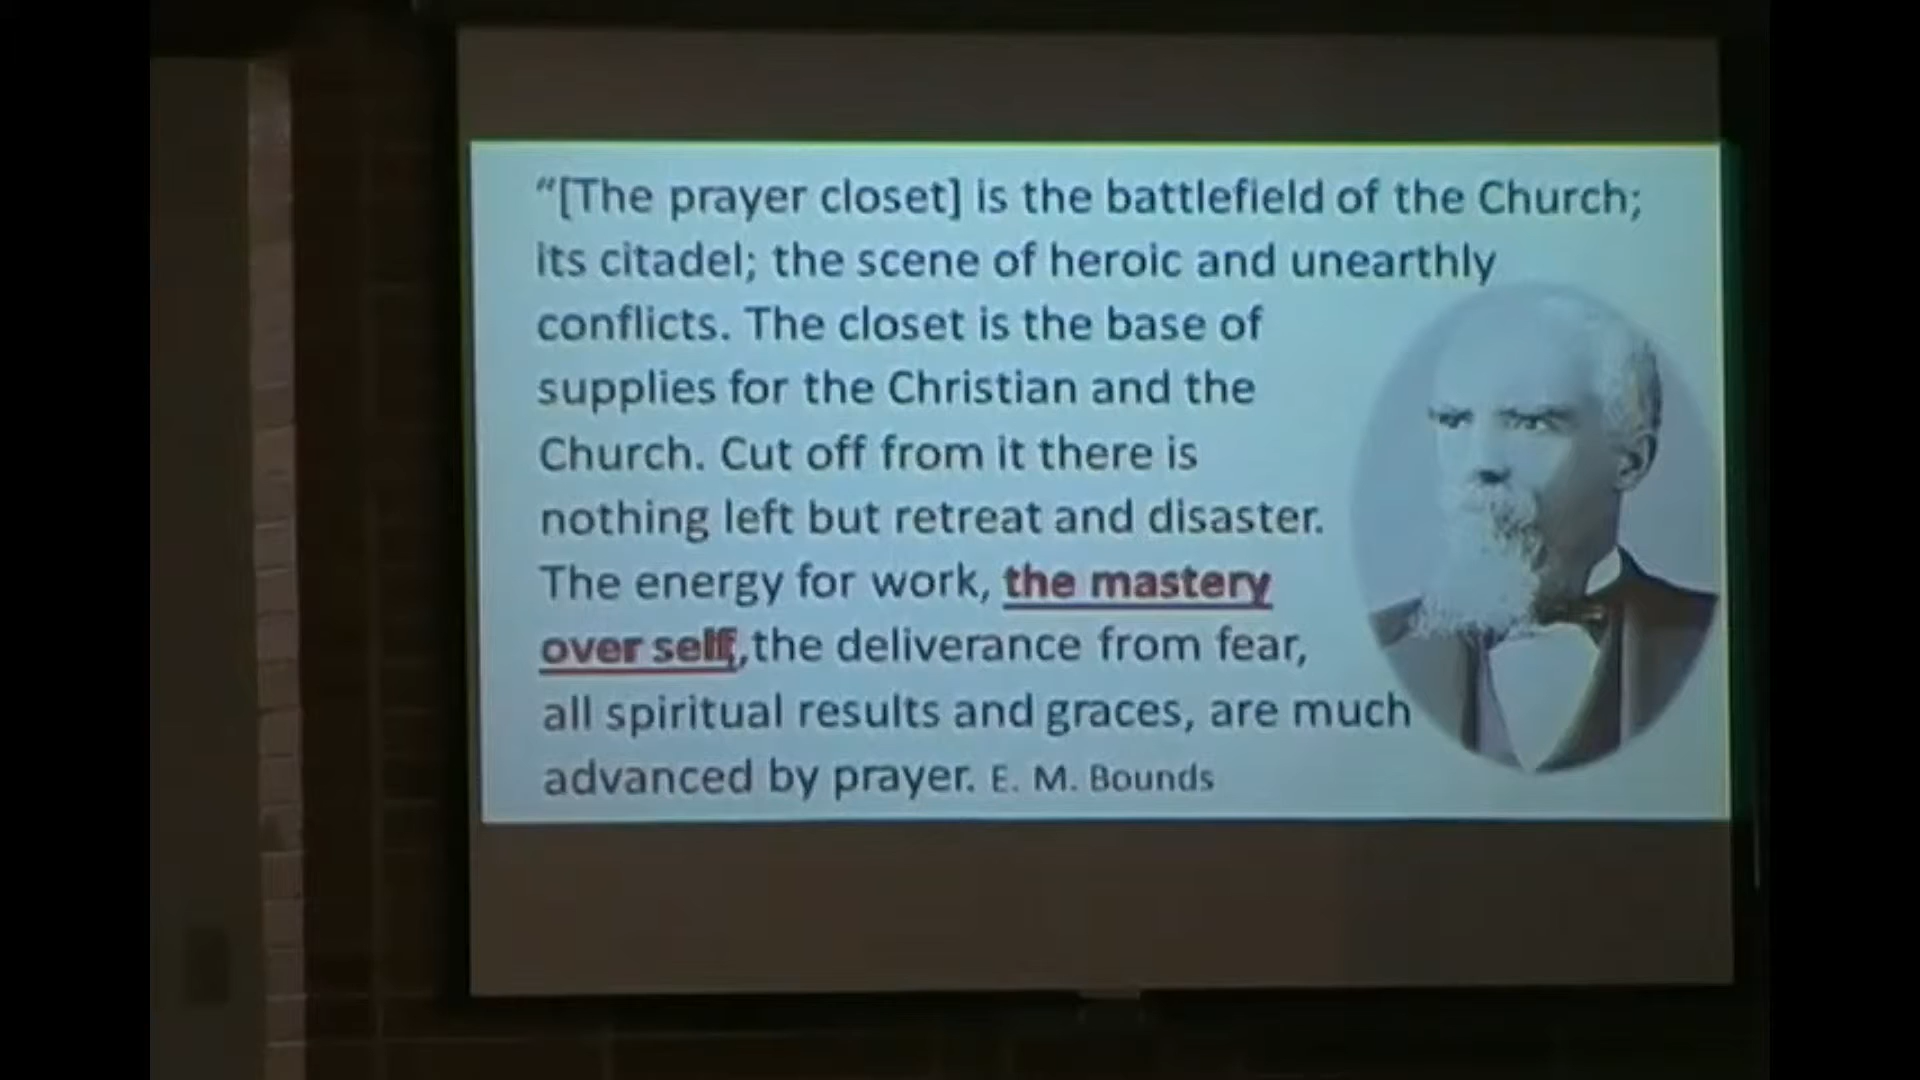 “[The prayer closet] is the battlefield of the Church;
its citadel; the scene of heroic and unearthly
conflicts. The closet is the base of
supplies for the Christian and the
Church. Cut off from it there is
nothing left but retreat and disaster.
The energy for work, the mastery
over self, the deliverance from fear,
all spiritual results and graces, are much
advanced by prayer. E. M. Bounds